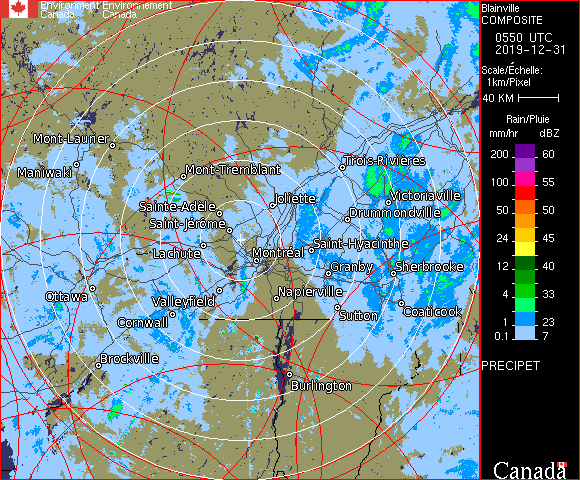 Environment Environnement
Canada Canada
Blainville
COMPOSITE
0550 UTC
2019-12-31
Scale/Échelle:
1km/Pixel
40 KM
Rain/Pluie
mm/hr dBZ
200 60
100 55
50 50
24 45
12 40
4 33
1 23
0.1 7
PRECIPET
Canada
Mont-Laurier
Maniwaki
Mont-Tremblant
Trois-Rivières
Sainte-Adele
Joliette
Victoriaville
Drummondville
Saint-Jérôme
Lachute
Montréal
Saint-Hyacinthe
Granby
Sherbrooke
Ottawa
Valleyfield
Napierville
Cornwall
Sutton
Coaticook
Brockville
Burlington